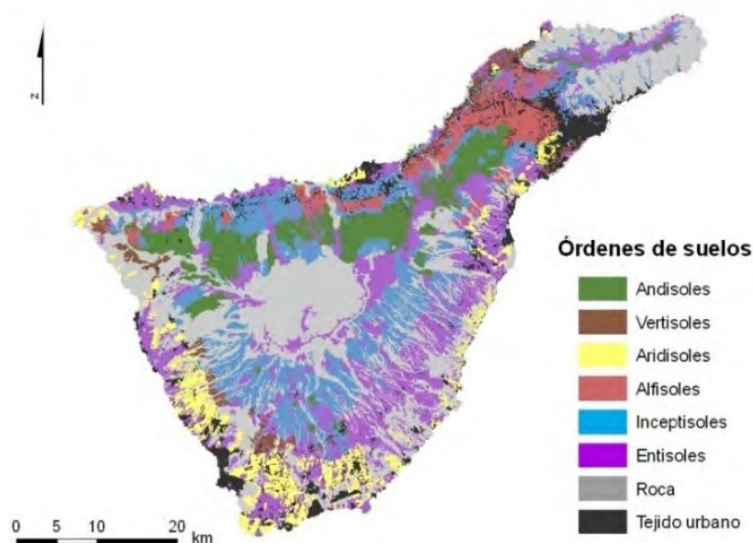 N
Órdenes de suelos
Andisoles
Vertisoles
Aridisoles
Alfisoles
Inceptisoles
Entisoles
Roca
Tejido urbano
0 5 10 20
km